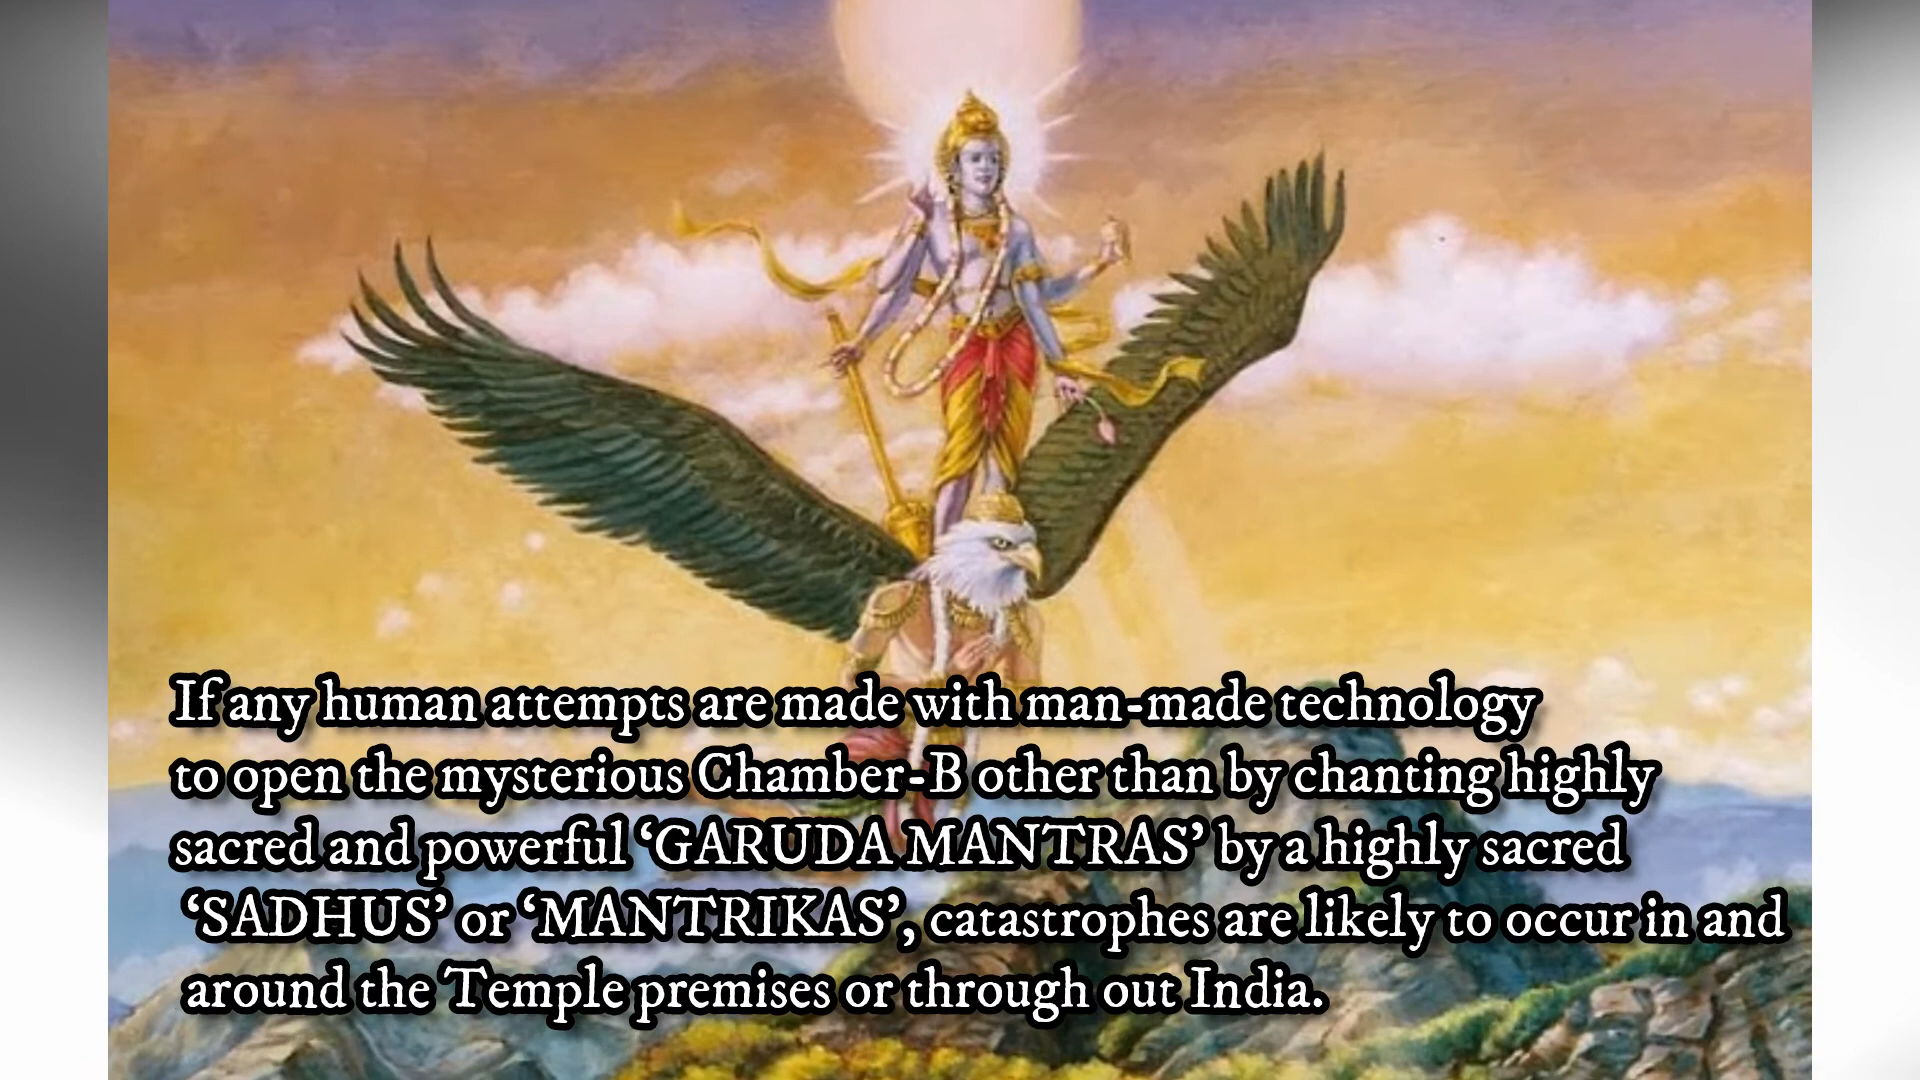 If any human attempts are made with man-made technology
to open the mysterious Chamber-B other than by chanting highly
sacred and powerful ‘GARUDA MANTRAS’ by a highly sacred
‘SADHUS’ or ‘MANTRIKAS’, catastrophes are likely to occur in and
around the Temple premises or through out India.